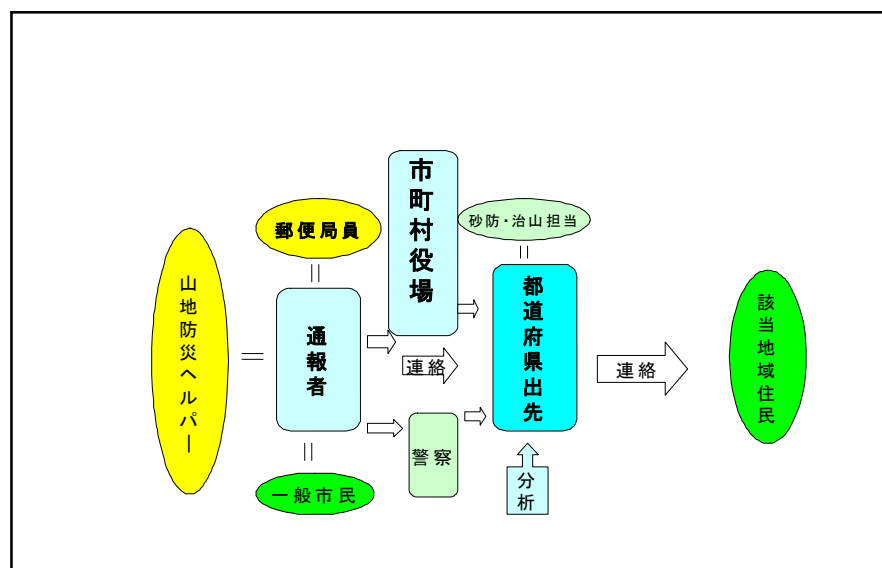 市町村役場
郵便局員
砂防・治山担当
山地防災ヘルパー
通報者
連絡
都道府県出先
連絡
該当地域住民
警察
一般市民
分析